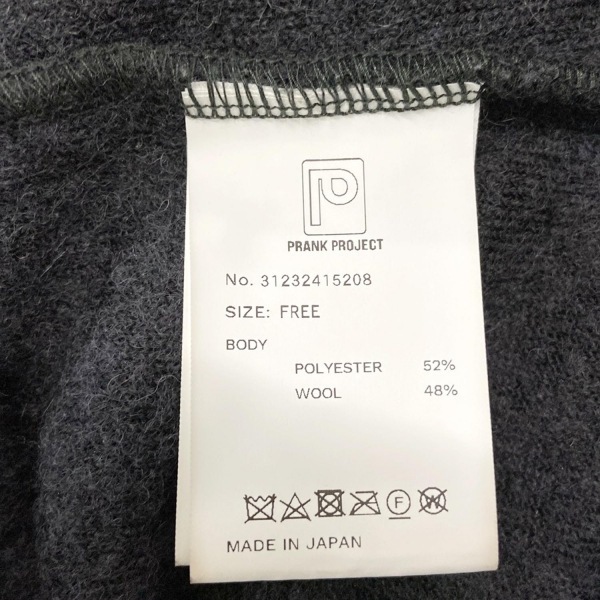 P
PRANK PROJECT
No. 31232415208
SIZE: FREE
BODY
POLYESTER 52%
WOOL 48%
F W
MADE IN JAPAN